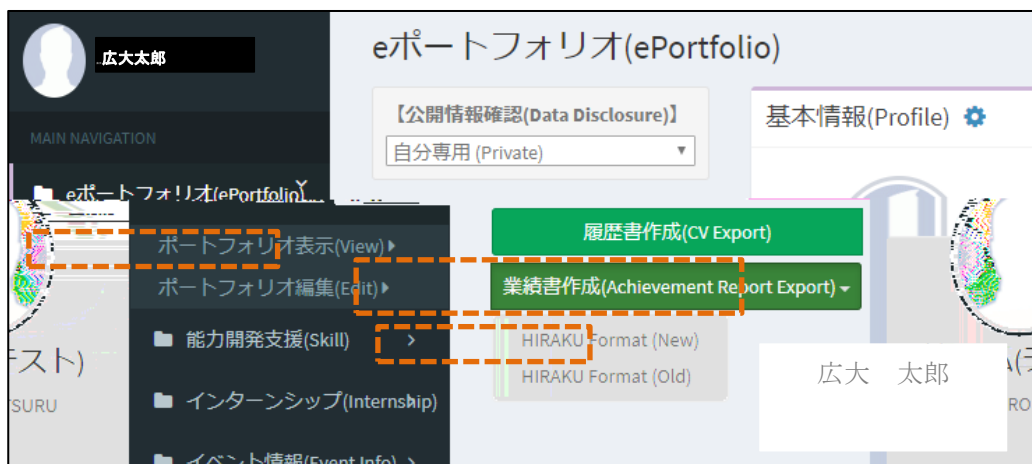 広大太郎
MAIN NAVIGATION
eポートフォリオ(ePortfolio)
ポートフォリオ表示(View)
ポートフォリオ編集(Edit)
能力開発支援(Skill)
インターンシップ(Internship)
イベント情報(Event Info)
eポートフォリオ(ePortfolio)
【公開情報確認(Data Disclosure)】
自分専用 (Private)
履歴書作成(CV Export)
業績書作成(Achievement Report Export)
HIRAKU Format (New)
HIRAKU Format (Old)
基本情報(Profile)
広大 太郎
スト)
TSURU